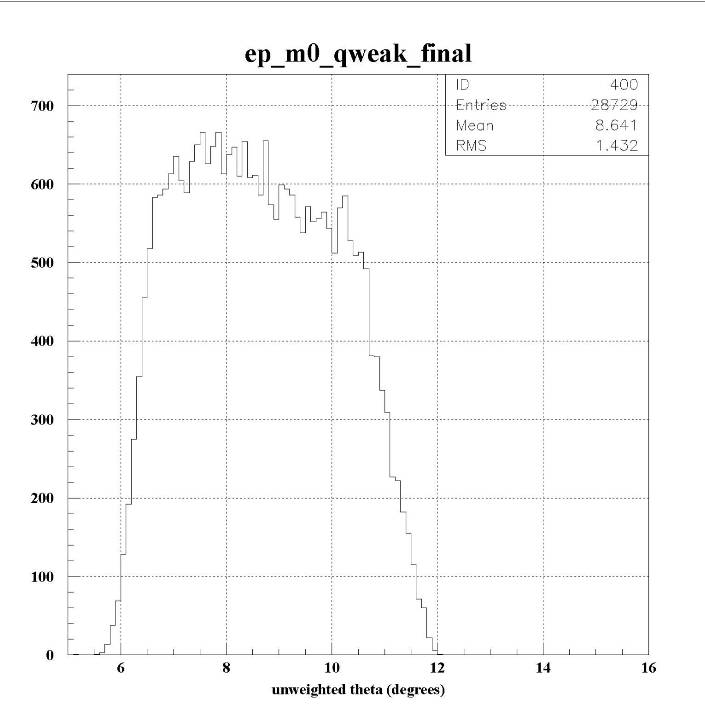 ep_m0_qweak_final
ID 400
Entries 28729
Mean 8.641
RMS 1.432
700
600
500
400
300
200
100
0
6 8 10 12 14 16
unweighted theta (degrees)